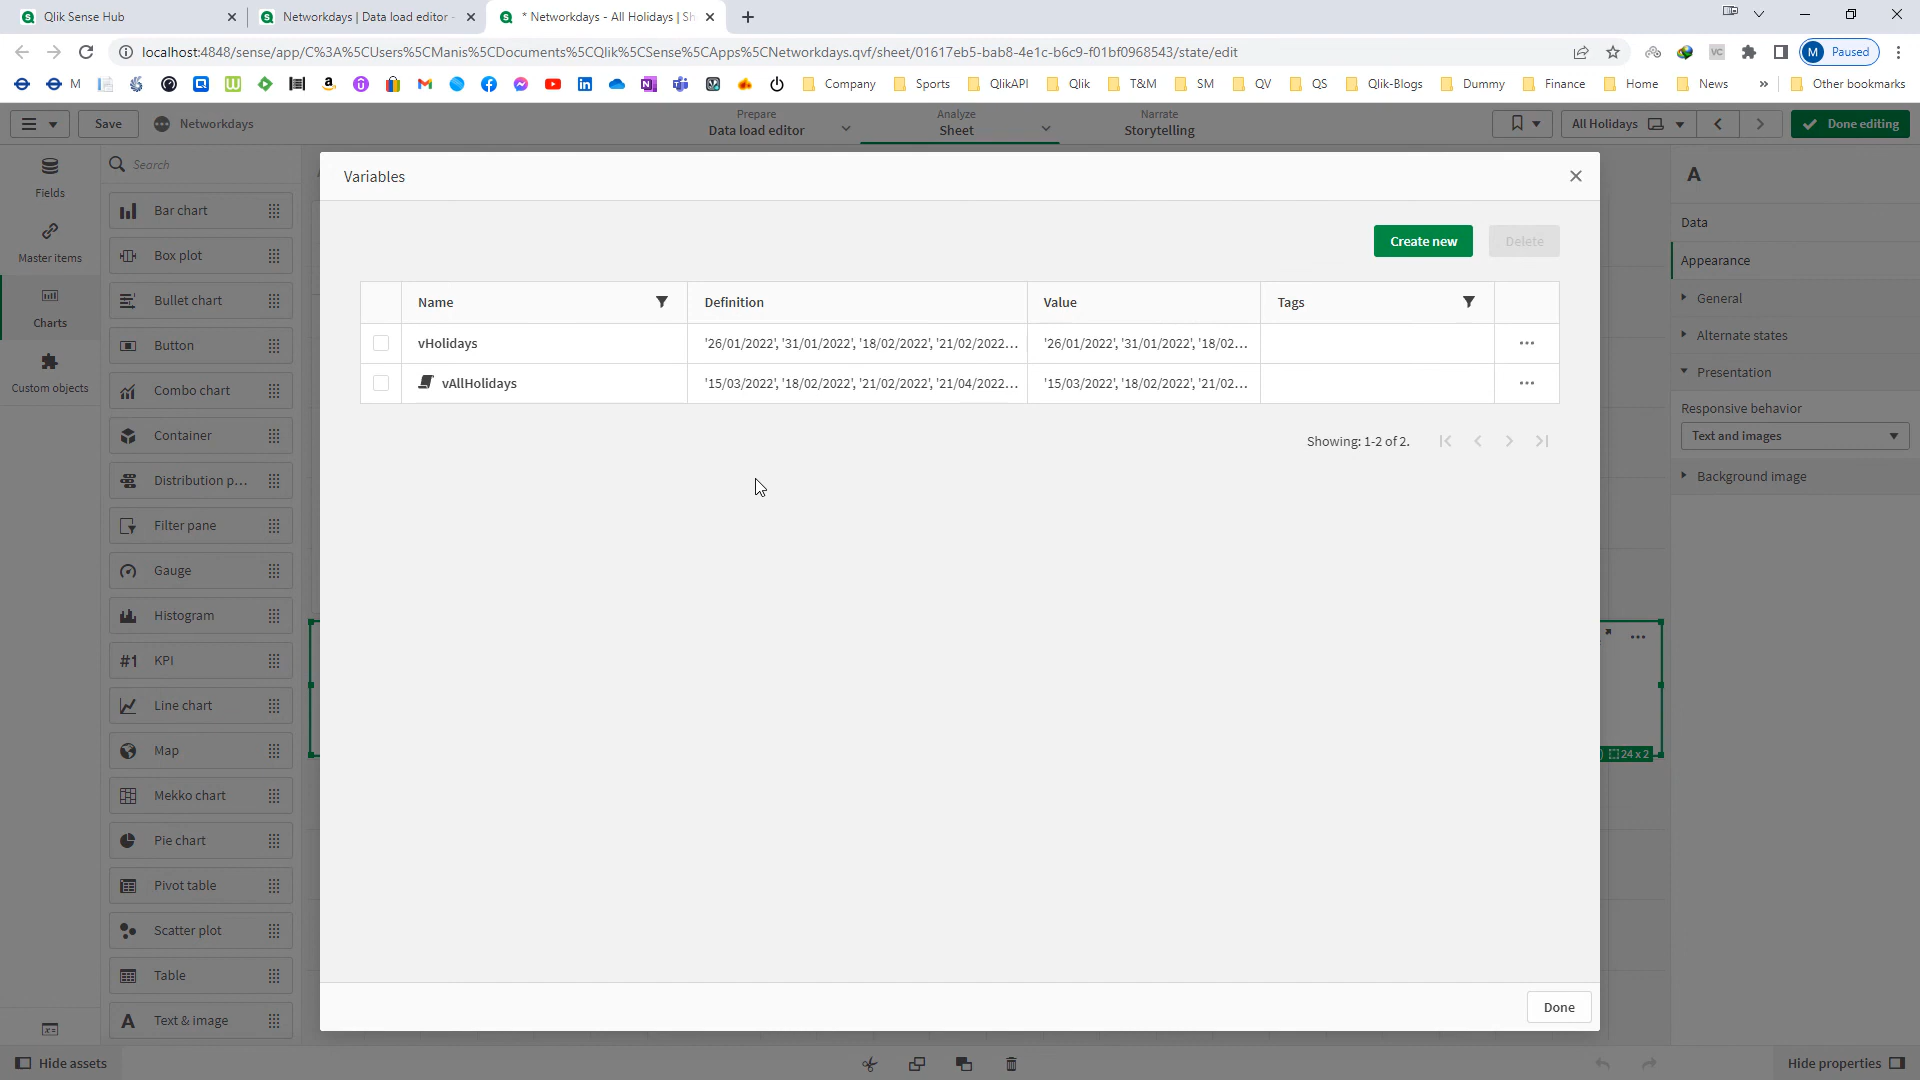 Qlik Sense Hub
Networkdays | Data load editor -
* Networkdays - All Holidays | Sh
localhost:4848/sense/app/C%3A%5CUsers%5CManis%5CDocuments%5CQlik%5CSense%5CApps%5CNetworkdays.qvf/sheet/01617eb5-bab8-4e1c-b6c9-f01bf0968543/state/edit
VC
M
Paused
M
Company
Sports
QlikAPI
Qlik
T&M
SM
QV
QS
Qlik-Blogs
Dummy
Finance
Home
News
»
Other bookmarks
Save
Networkdays
Prepare
Data load editor
Analyze
Sheet
Narrate
Storytelling
All Holidays
Done editing
Fields
Master items
Charts
Custom objects
Search
Bar chart
Box plot
Bullet chart
Button
Combo chart
Container
Distribution p...
Filter pane
Gauge
Histogram
#1 KPI
Line chart
Map
Mekko chart
Pie chart
Pivot table
Scatter plot
Table
A Text & image
Variables
Create new
Delete
Name
Definition
Value
Tags
vHolidays
'26/01/2022', '31/01/2022', '18/02/2022', '21/02/2022...
'26/01/2022', '31/01/2022', '18/02...
vAllHolidays
'15/03/2022', '18/02/2022', '21/02/2022', '21/04/2022...
'15/03/2022', '18/02/2022', '21/02...
Showing: 1-2 of 2.
Done
24 x 2
A
Data
Appearance
General
Alternate states
Presentation
Responsive behavior
Text and images
Background image
Hide assets
Hide properties